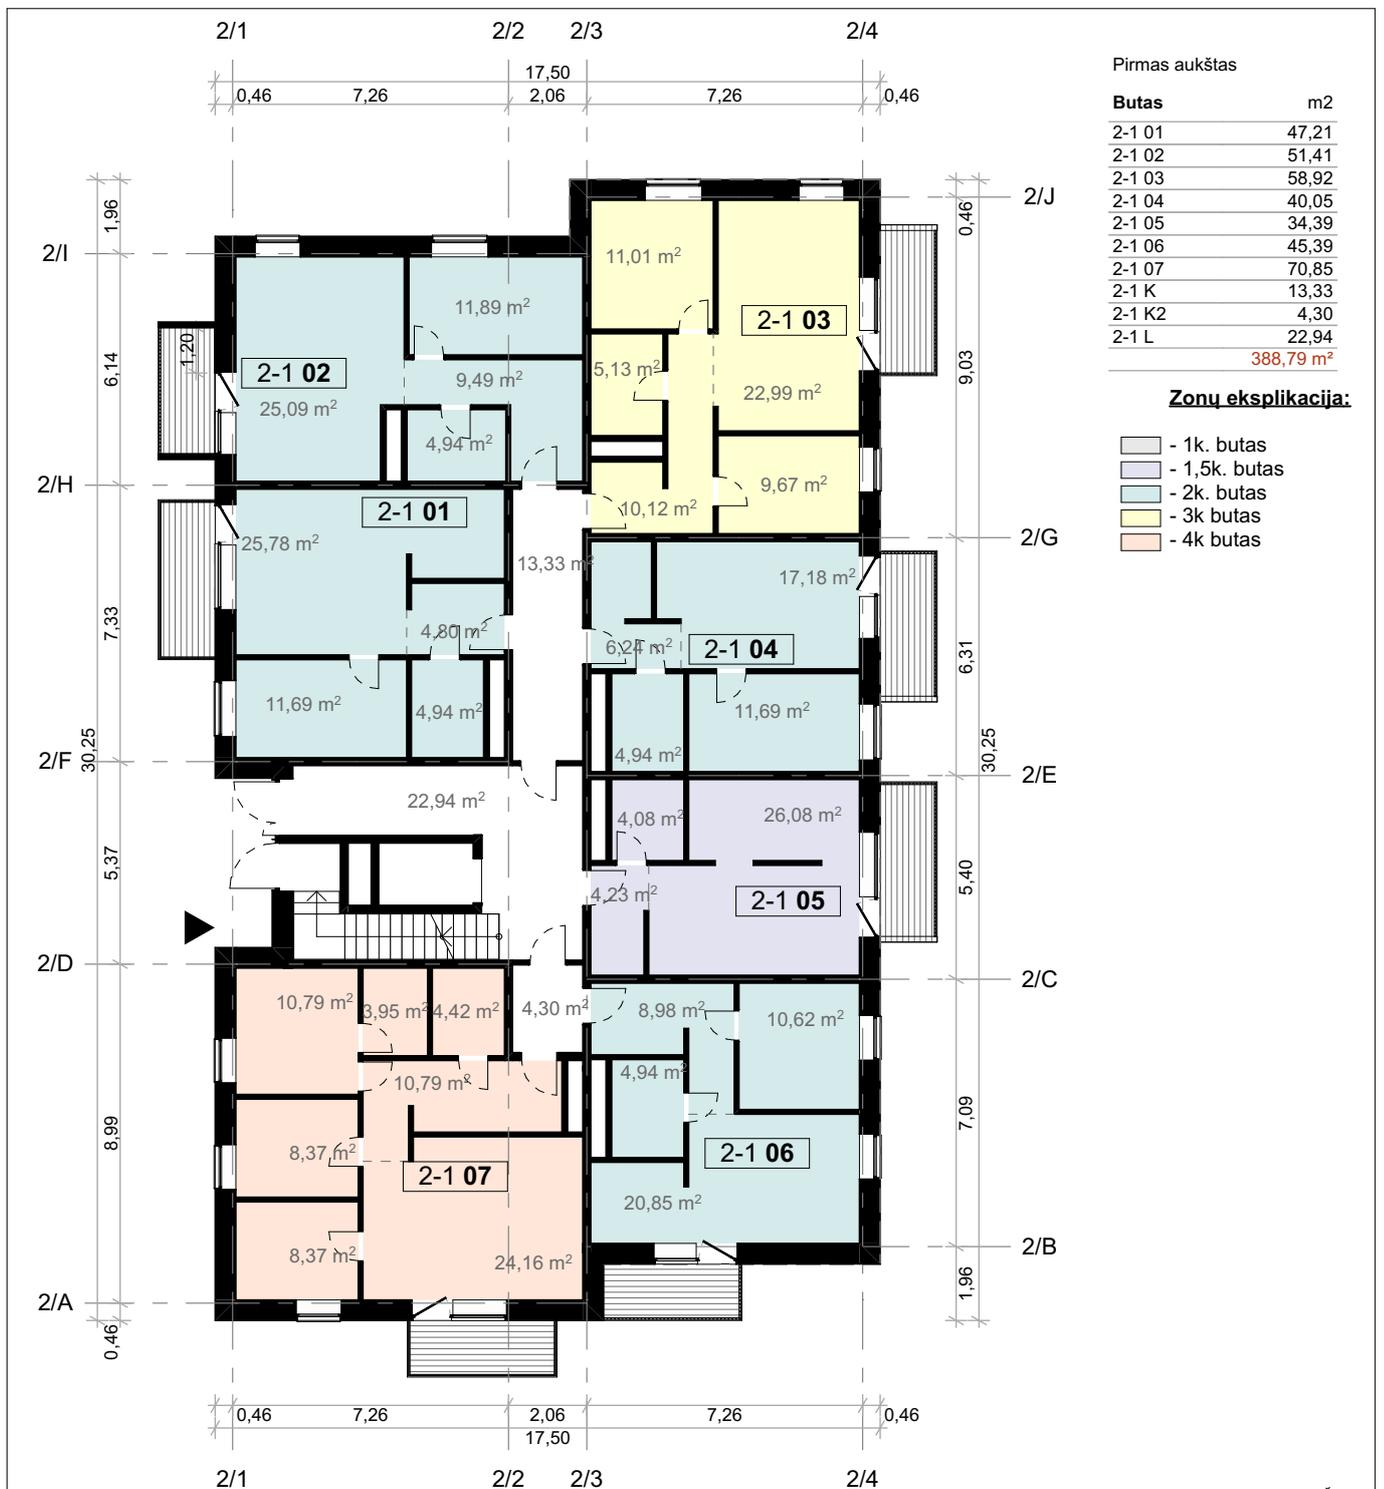 2/1 2/2 2/3 2/4
17,50
0,46 7,26 2,06 7,26 0,46
Pirmas aukštas
Butas m2
2-1 01 47,21
2-1 02 51,41
2-1 03 58,92
2-1 04 40,05
2-1 05 34,39
2-1 06 45,39
2-1 07 70,85
2-1 K 13,33
2-1 K2 4,30
2-1 L 22,94
388,79 m²
Zonų eksplikacija:
- 1k. butas
- 1,5k. butas
- 2k. butas
- 3k butas
- 4k butas
2/J
1,96
0,46
2/I
11,01 m²
11,89 m²
2-1 03
1,20
6,14
9,03
2-1 02
5,13 m²
9,49 m²
22,99 m²
25,09 m²
4,94 m²
2/H
9,67 m²
2-1 01
10,12 m²
2/G
25,78 m²
13,33 m²
17,18 m²
7,33
4,80 m²
6,24 m²
2-1 04
6,31
11,69 m²
4,94 m²
11,69 m²
4,94 m²
30,25
30,25
2/F
2/E
22,94 m²
4,08 m²
26,08 m²
5,37
5,40
4,23 m²
2-1 05
2/D
2/C
10,79 m²
3,95 m²
4,42 m²
4,30 m²
8,98 m²
10,62 m²
10,79 m²
4,94 m²
8,99
7,09
8,37 m²
2-1 06
2-1 07
20,85 m²
8,37 m²
24,16 m²
2/B
2/A
1,96
0,46
0,46 7,26 2,06 7,26 0,46
17,50
2/1 2/2 2/3 2/4